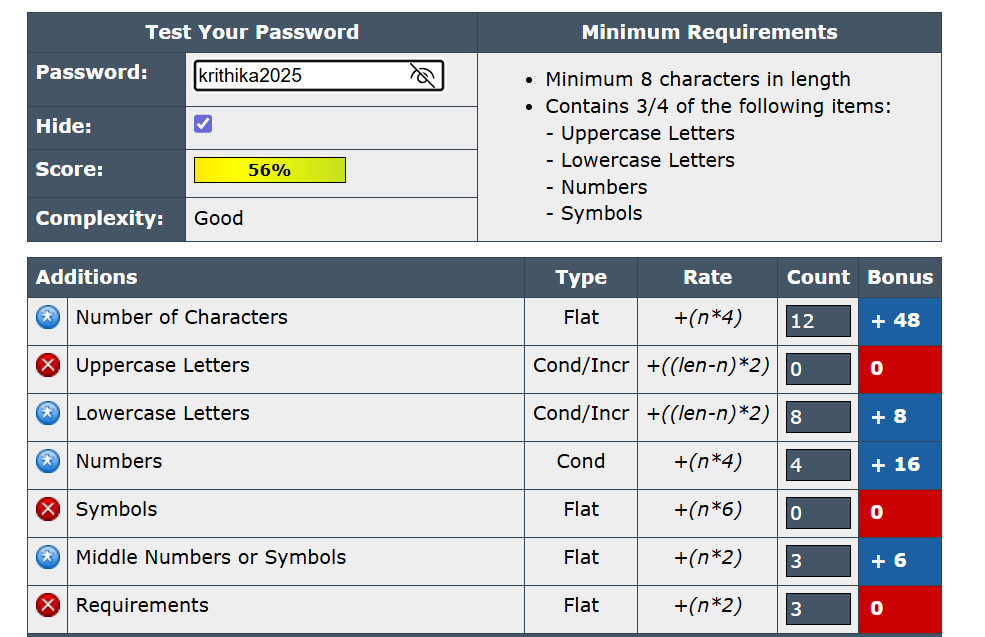 Test Your Password
Minimum Requirements
Password: krithika2025
Hide:
Score: 56%
Complexity: Good
• Minimum 8 characters in length
• Contains 3/4 of the following items:
- Uppercase Letters
- Lowercase Letters
- Numbers
- Symbols
Additions Type Rate Count Bonus
Number of Characters Flat +(n*4) 12 + 48
Uppercase Letters Cond/Incr +((len-n)*2) 0 0
Lowercase Letters Cond/Incr +((len-n)*2) 8 + 8
Numbers Cond +(n*4) 4 + 16
Symbols Flat +(n*6) 0 0
Middle Numbers or Symbols Flat +(n*2) 3 + 6
Requirements Flat +(n*2) 3 0